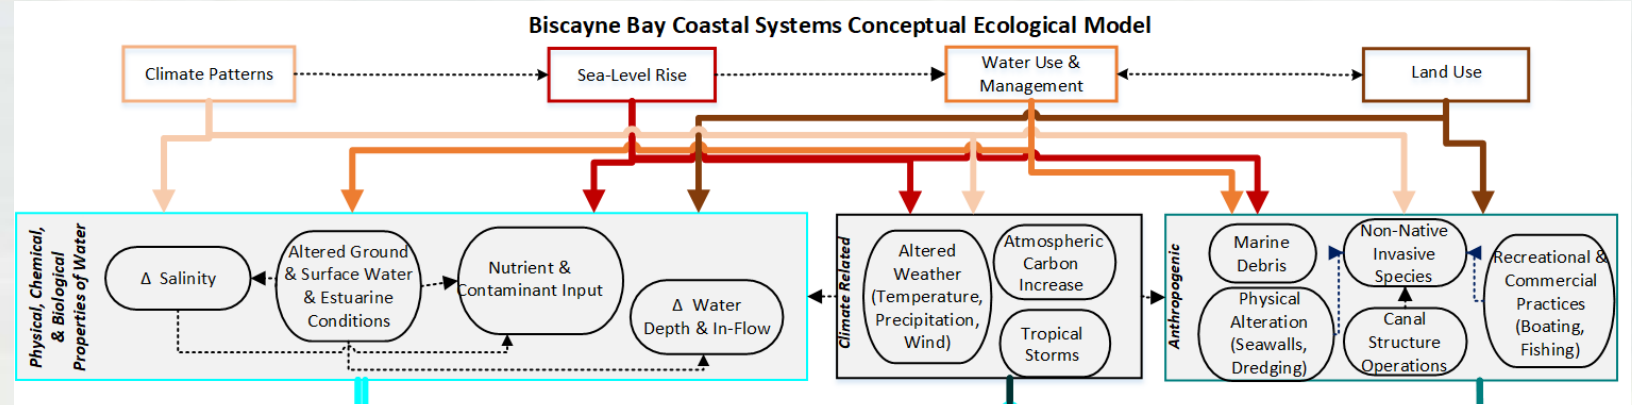 Biscayne Bay Coastal Systems Conceptual Ecological Model
Climate Patterns
Sea-Level Rise
Water Use &
Management
Land Use
Physical, Chemical,
& Biological
Properties of Water
Δ Salinity
Altered Ground
& Surface Water
& Estuarine
Conditions
Nutrient &
Contaminant Input
Δ Water
Depth & In-Flow
Climate Related
Altered
Weather
(Temperature,
Precipitation,
Wind)
Atmospheric
Carbon
Increase
Tropical
Storms
Anthropogenic
Marine
Debris
Physical
Alteration
(Seawalls,
Dredging)
Non-Native
Invasive
Species
Canal
Structure
Operations
Recreational &
Commercial
Practices
(Boating,
Fishing)